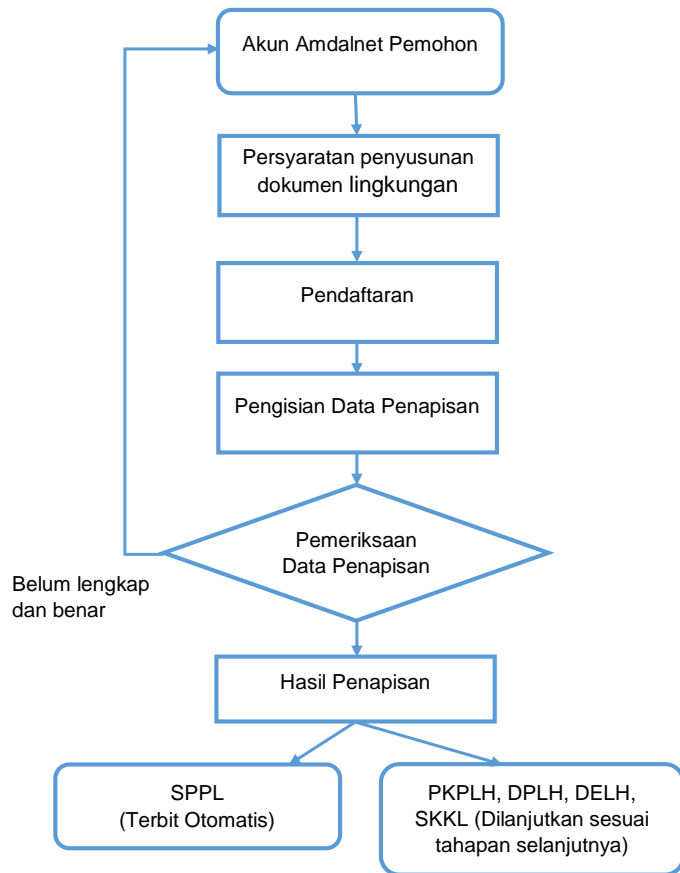 Akun Amdalnet Pemohon
Persyaratan penyusunan
dokumen lingkungan
Pendaftaran
Pengisian Data Penapisan
Pemeriksaan
Data Penapisan
Belum lengkap
dan benar
Hasil Penapisan
SPPL
(Terbit Otomatis)
PKPLH, DPLH, DELH,
SKKL (Dilanjutkan sesuai
tahapan selanjutnya)